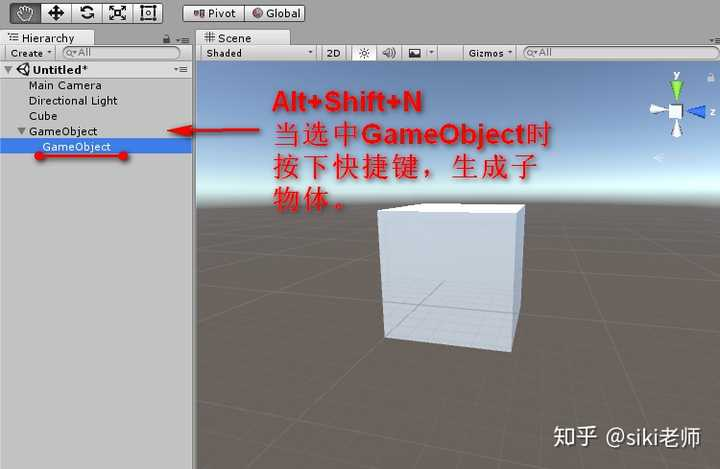 Pivot Global
Hierarchy
Create All
Untitled*
Main Camera
Directional Light
Cube
GameObject
GameObject
Scene
Shaded 2D Gizmos All
y
z
Alt+Shift+N
当选中GameObject时
按下快捷键，生成子
物体。
知乎 @siki老师